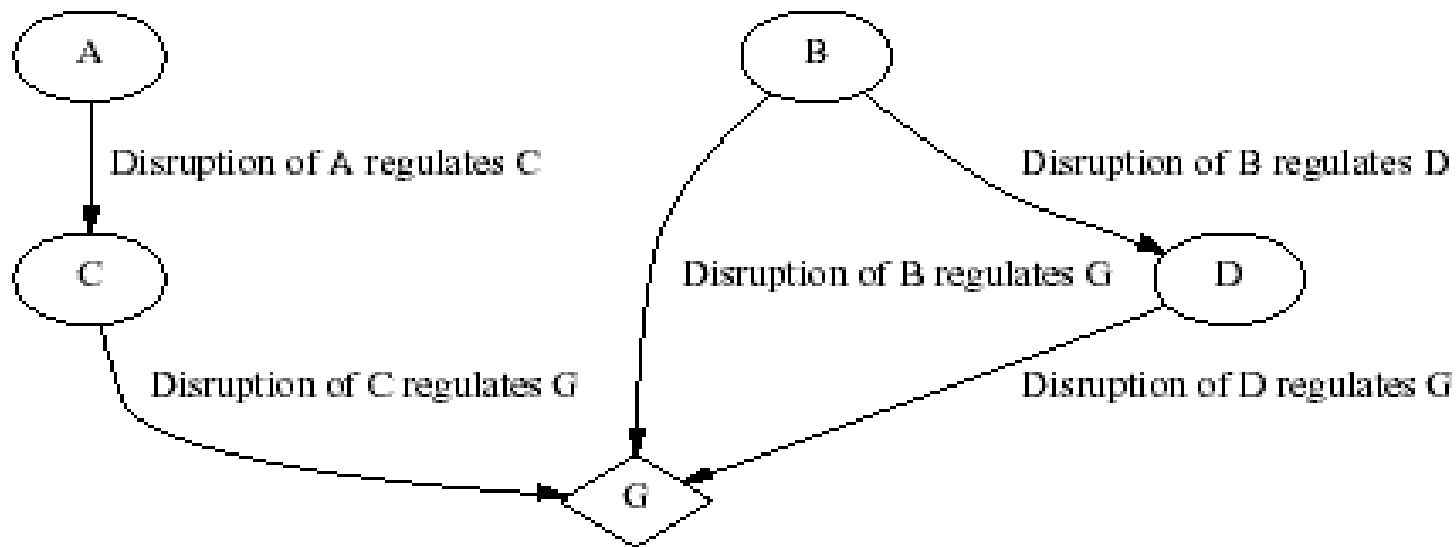 A
B
Disruption of A regulates C
Disruption of B regulates D
C
Disruption of B regulates G
D
Disruption of C regulates G
Disruption of D regulates G
G